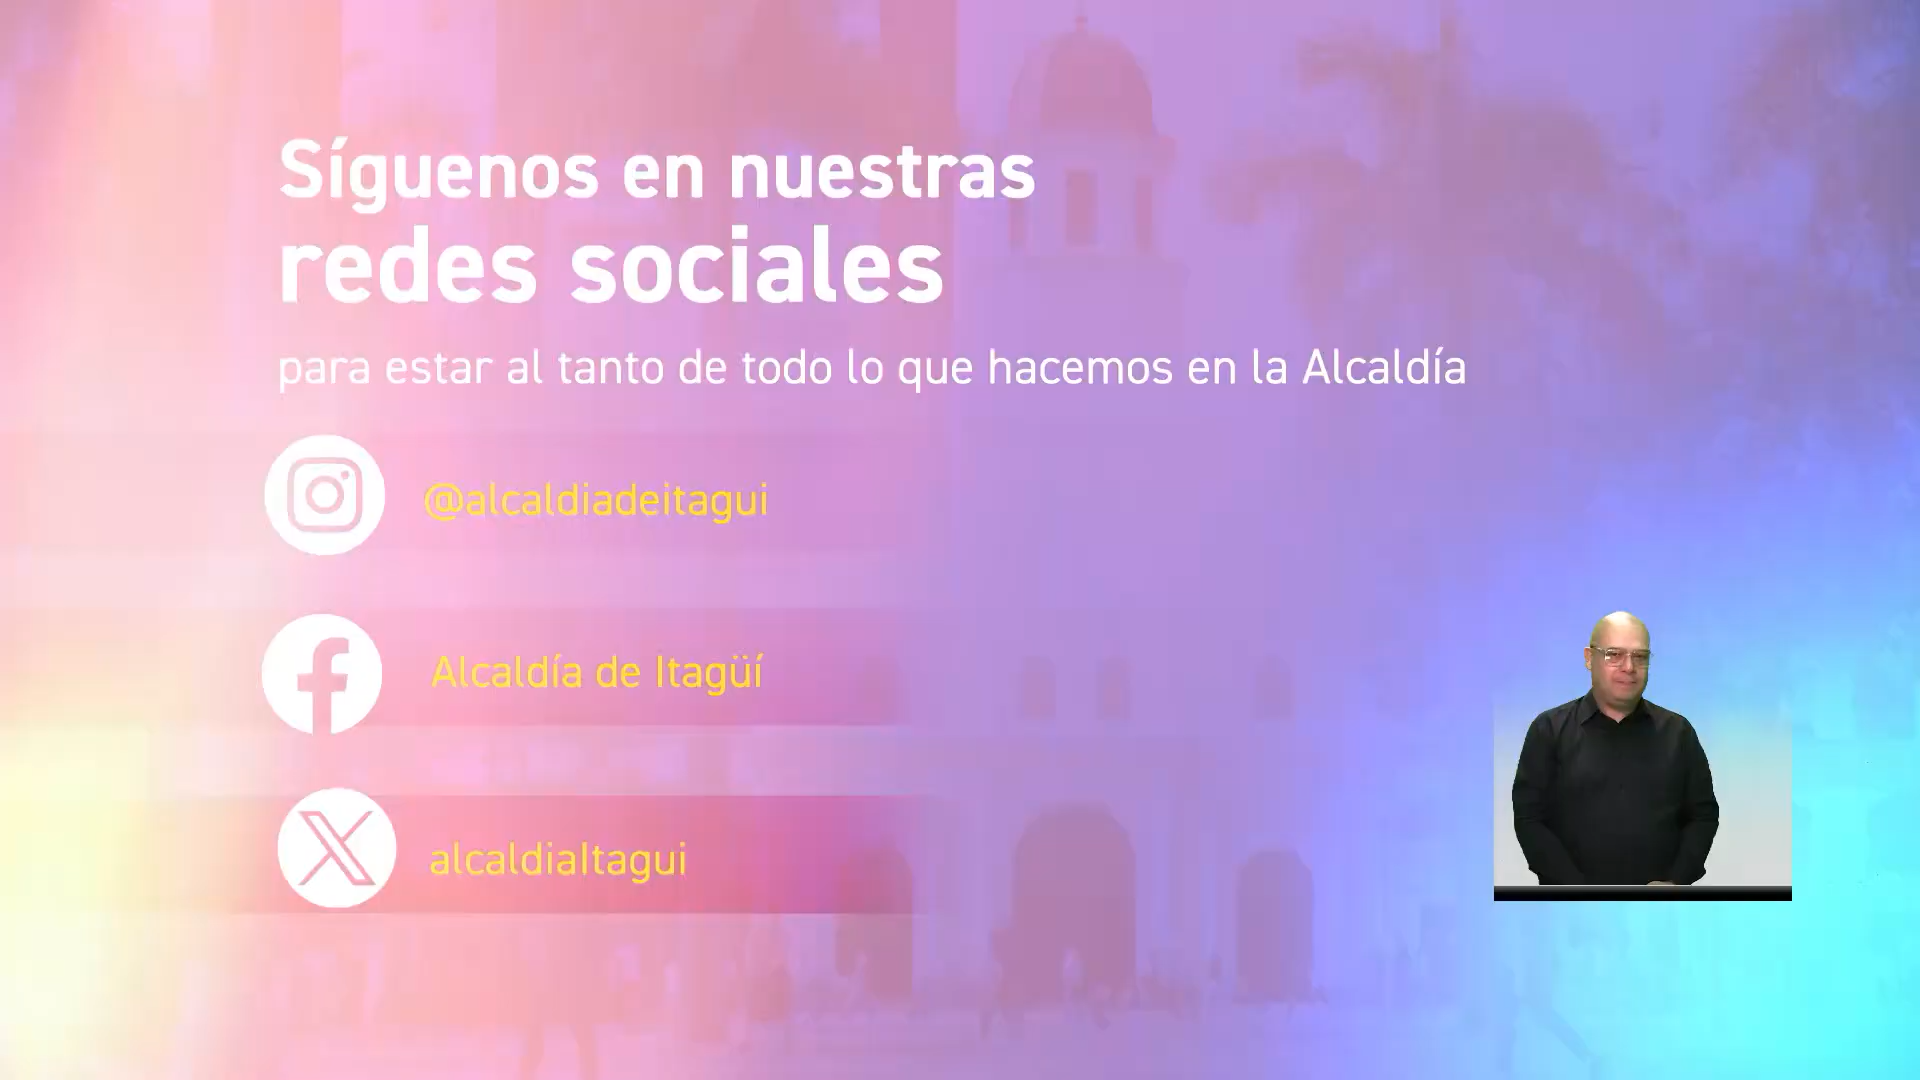 Síguenos en nuestras
redes sociales
para estar al tanto de todo lo que hacemos en la Alcaldía
@alcaldiadeitagui
Alcaldía de Itagüí
alcaldiaItagui